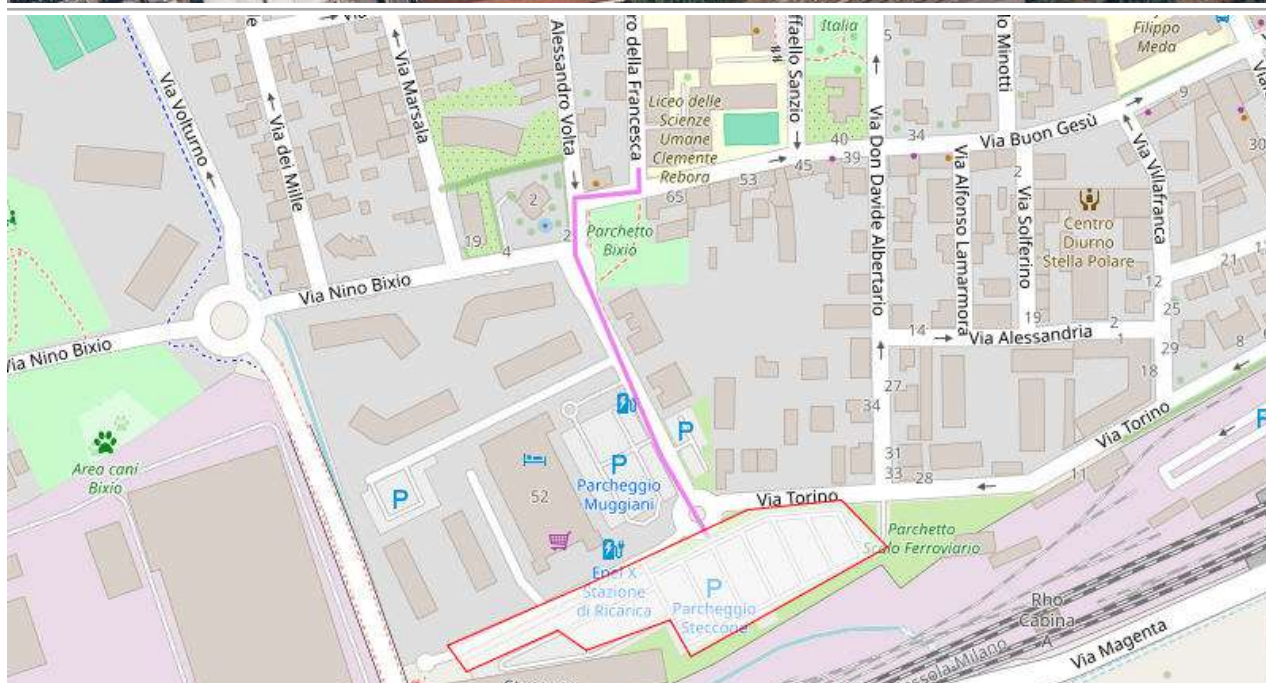 Via Volturno
Via dei Mille
Via Marsala
Alessandro Volta
ro della Francesca
ffaello Sanzio
Italia
5
lo Minotti
Filippo
Meda
9
Liceo delle
Scienze
Umane
Clemente
Rebora
40
39
45
53
65
34
Via Buon Gesù
Via Don Davide Albertario
Via Alfonso Lamarmora
2
Via Solferino
Via Villafranca
30
Centro
Diurno
Stella Polare
2
19
4
2
Parchetto
Bixio
Via Nino Bixio
Via Nino Bixio
12
21
25
19
2
1
14
Via Alessandria
29
8
18
27
34
Via Torino
31
33
28
11
Area cani
Bixio
P
P
P
Parcheggio
Muggiani
52
Via Torino
Parchetto
Scalo Ferroviario
Enel X
Stazione
di Ricarica
P
Parcheggio
Steccone
Rho
Cabina
A
Via Magenta